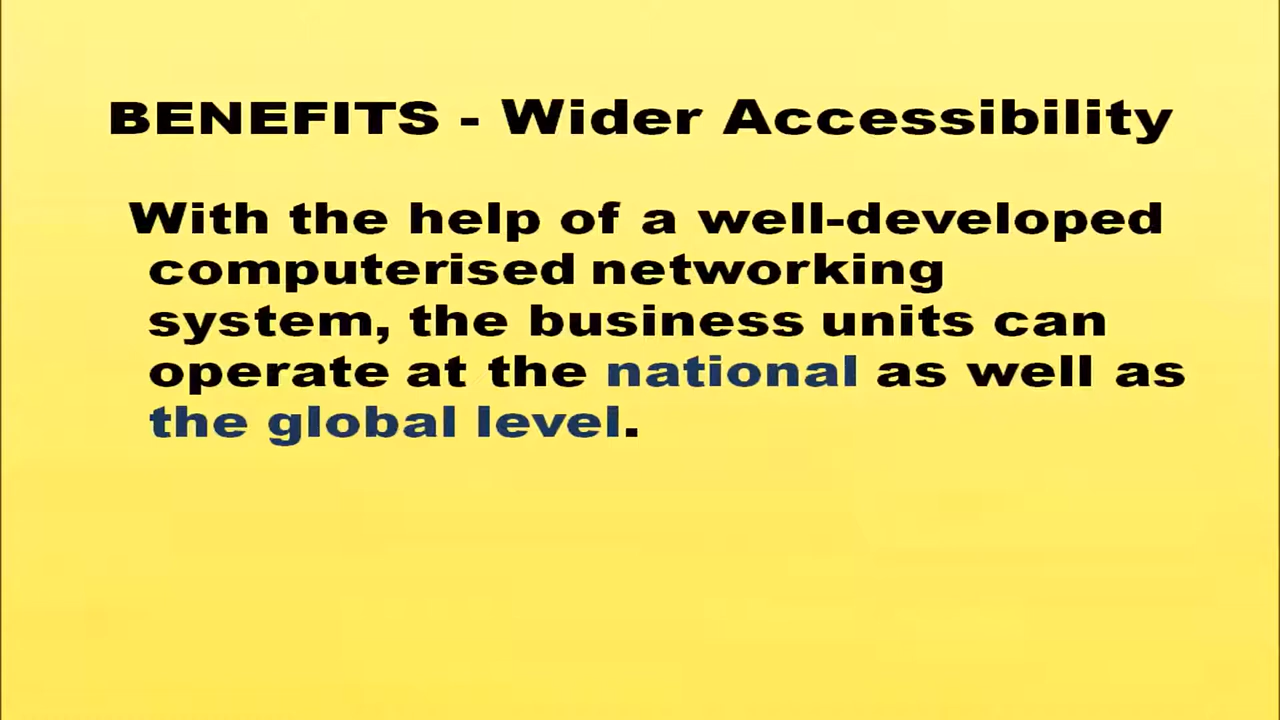 BENEFITS - Wider Accessibility
With the help of a well-developed
computerised networking
system, the business units can
operate at the national as well as
the global level.